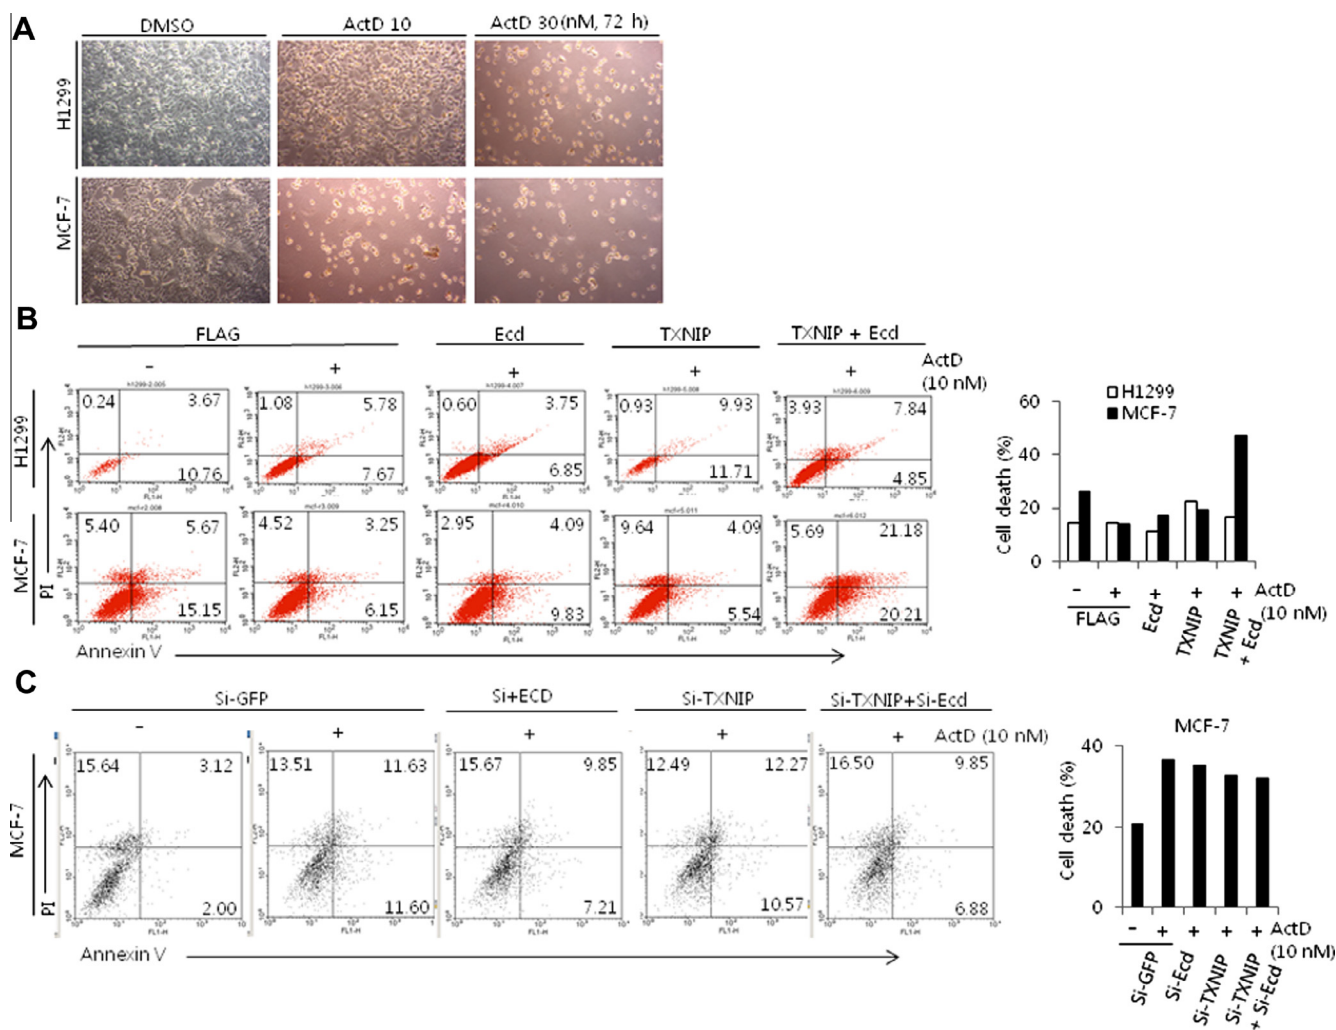 A
DMSO
ActD 10
ActD 30 (nM, 72 h)
H1299
MCF-7
B
FLAG
Ecd
TXNIP
TXNIP + Ecd
- + + + +
ActD
(10 nM)
H1299
0.24 3.67
10.76
1.08 5.78
7.67
0.60 3.75
6.85
0.93 9.93
11.71
3.93 7.84
4.85
MCF-7
PI
5.40 5.67
15.15
4.52 3.25
6.15
2.95 4.09
9.83
9.64 4.09
5.54
5.69 21.18
20.21
FL1-H
FL2-H
Annexin V
H1299
MCF-7
Cell death (%)
60
40
20
0
- + + + + ActD
(10 nM)
FLAG
Ecd
TXNIP
TXNIP
+ Ecd
C
Si-GFP
Si+ECD
Si-TXNIP
Si-TXNIP+Si-Ecd
- + + + + ActD (10 nM)
MCF-7
PI
15.64 3.12
2.00
13.51 11.63
11.60
15.67 9.85
7.21
12.49 12.27
10.57
16.50 9.85
6.88
FL1-H
Annexin V
MCF-7
Cell death (%)
40
20
0
- + + + + ActD
(10 nM)
Si-GFP
Si-Ecd
Si-TXNIP
Si-TXNIP
+ Si-Ecd